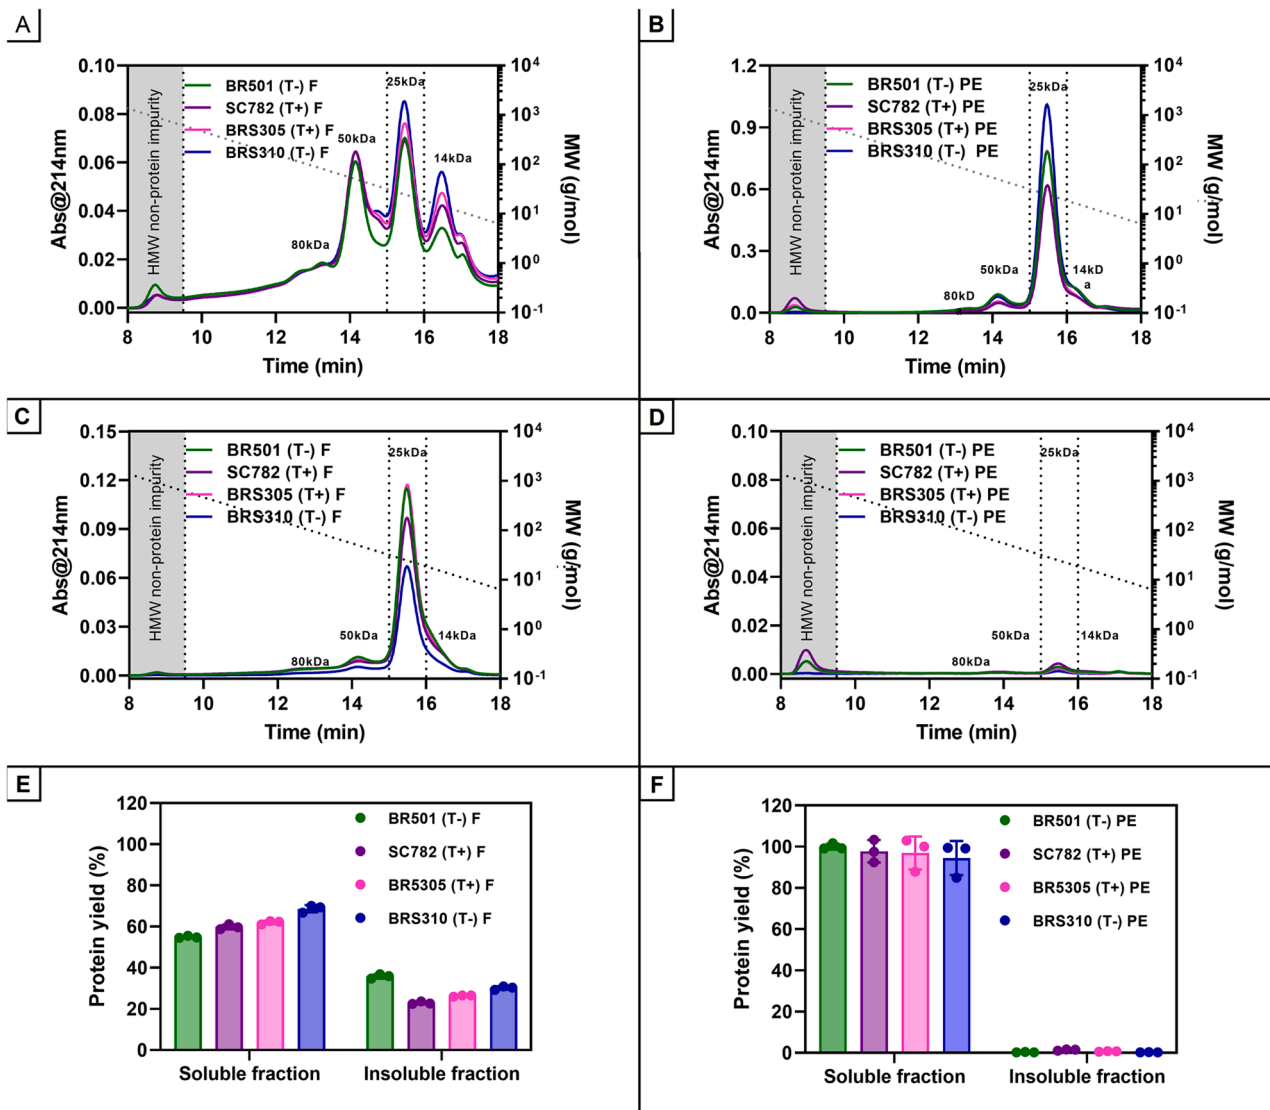 A
0.10
0.08
0.06
0.04
0.02
0.00
Abs@214nm
HMW non-protein impurity
BR501 (T-) F
SC782 (T+) F
BRS305 (T+) F
BRS310 (T-) F
25kDa
50kDa
14kDa
80kDa
10⁴
10³
10²
10¹
10⁰
10⁻¹
MW (g/mol)
8 10 12 14 16 18
Time (min)
B
1.2
0.9
0.6
0.3
0.0
Abs@214nm
HMW non-protein impurity
BR501 (T-) PE
SC782 (T+) PE
BRS305 (T+) PE
BRS310 (T-) PE
25kDa
50kDa
14kD
a
80kD
10⁴
10³
10²
10¹
10⁰
10⁻¹
MW (g/mol)
8 10 12 14 16 18
Time (min)
C
0.15
0.12
0.09
0.06
0.03
0.00
Abs@214nm
HMW non-protein impurity
BR501 (T-) F
SC782 (T+) F
BRS305 (T+) F
BRS310 (T-) F
25kDa
50kDa
14kDa
80kDa
10⁴
10³
10²
10¹
10⁰
10⁻¹
MW (g/mol)
8 10 12 14 16 18
Time (min)
D
0.10
0.08
0.06
0.04
0.02
0.00
Abs@214nm
HMW non-protein impurity
BR501 (T-) PE
SC782 (T+) PE
BRS305 (T+) PE
BRS310 (T-) PE
25kDa
50kDa
14kDa
80kDa
10⁴
10³
10²
10¹
10⁰
10⁻¹
MW (g/mol)
8 10 12 14 16 18
Time (min)
E
120
100
80
60
40
20
0
Protein yield (%)
BR501 (T-) F
SC782 (T+) F
BR5305 (T+) F
BRS310 (T-) F
Soluble fraction Insoluble fraction
F
120
100
80
60
40
20
0
Protein yield (%)
BR501 (T-) PE
SC782 (T+) PE
BR5305 (T+) PE
BRS310 (T-) PE
Soluble fraction Insoluble fraction